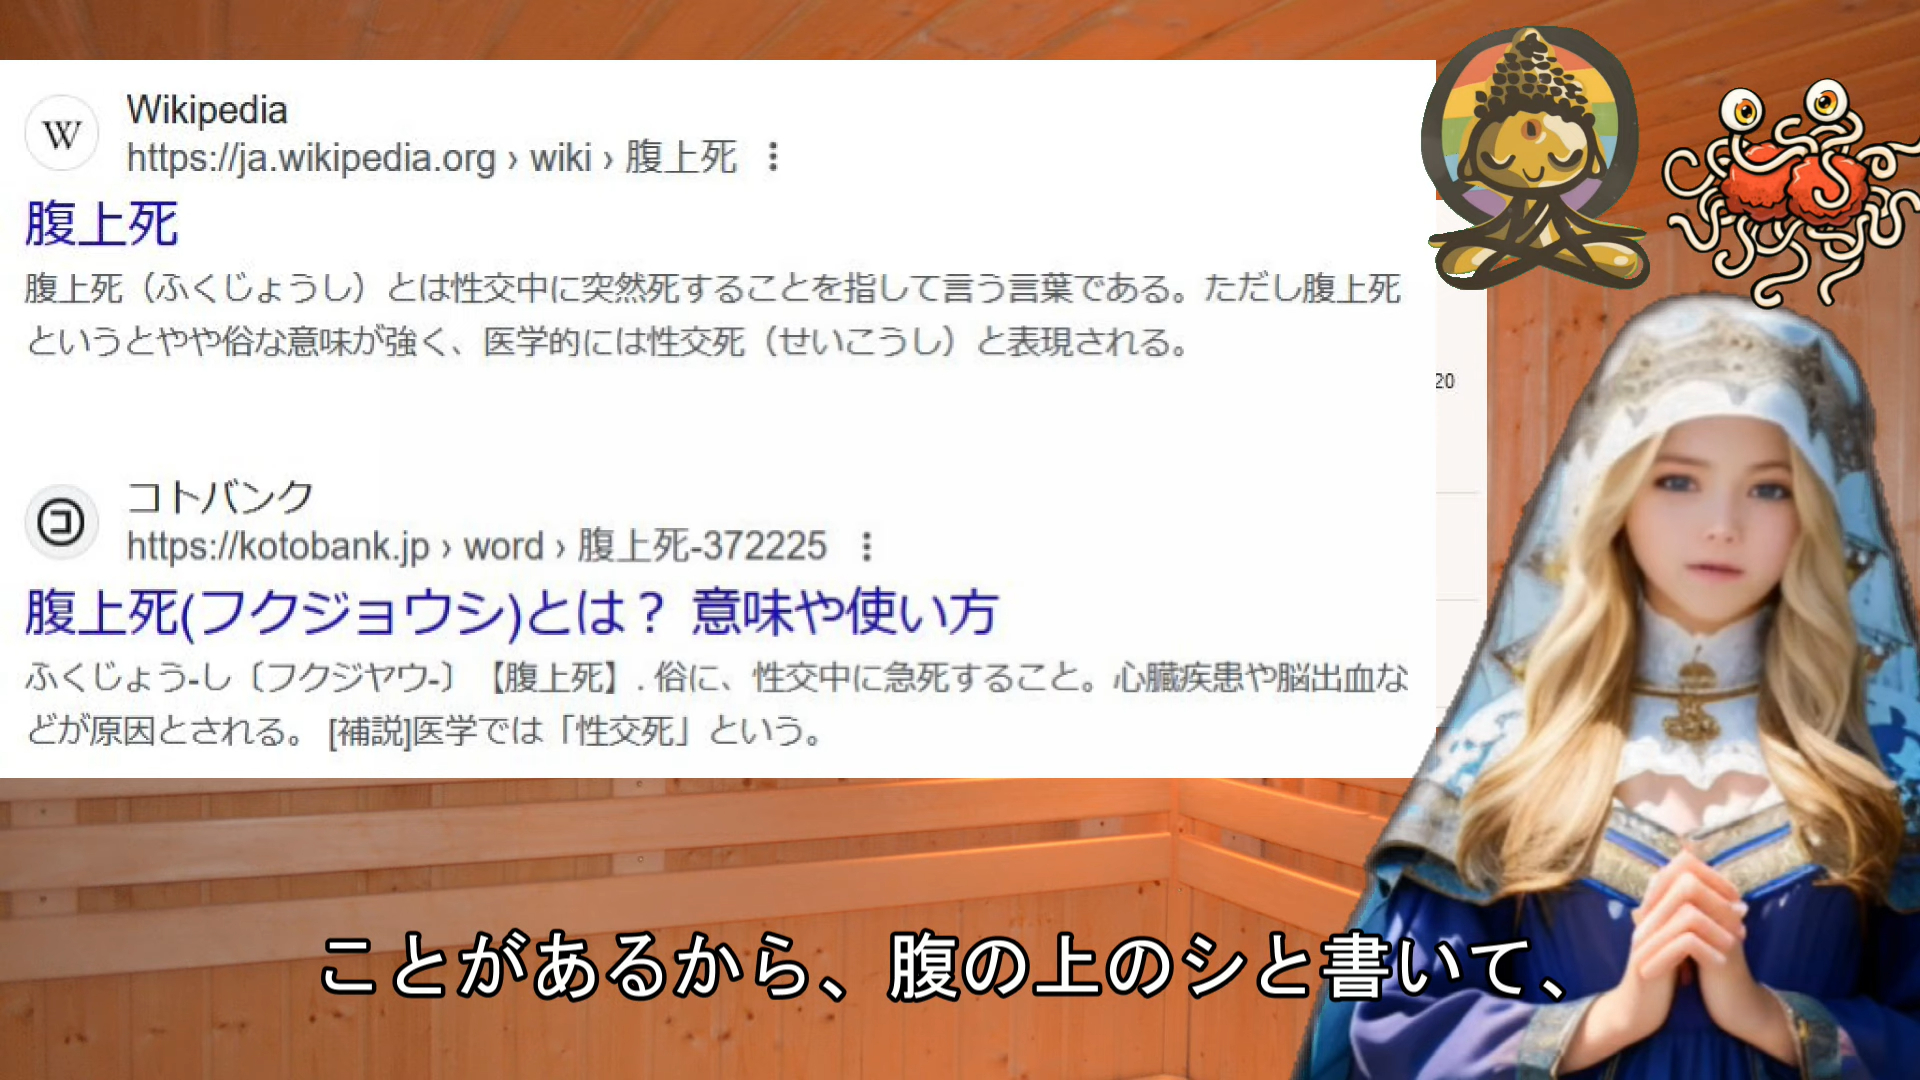 W
Wikipedia
https://ja.wikipedia.org › wiki › 腹上死
腹上死
腹上死（ふくじょうし）とは性交中に突然死することを指して言う言葉である。ただし腹上死
というとやや俗な意味が強く、医学的には性交死（せいこうし）と表現される。
20
コ
コトバンク
https://kotobank.jp › word › 腹上死-372225
腹上死(フクジョウシ)とは？ 意味や使い方
ふくじょう‐し〔フクジヤウ‐〕【腹上死】. 俗に、性交中に急死すること。心臓疾患や脳出血な
どが原因とされる。 [補説]医学では「性交死」という。
ことがあるから、腹の上のシと書いて、